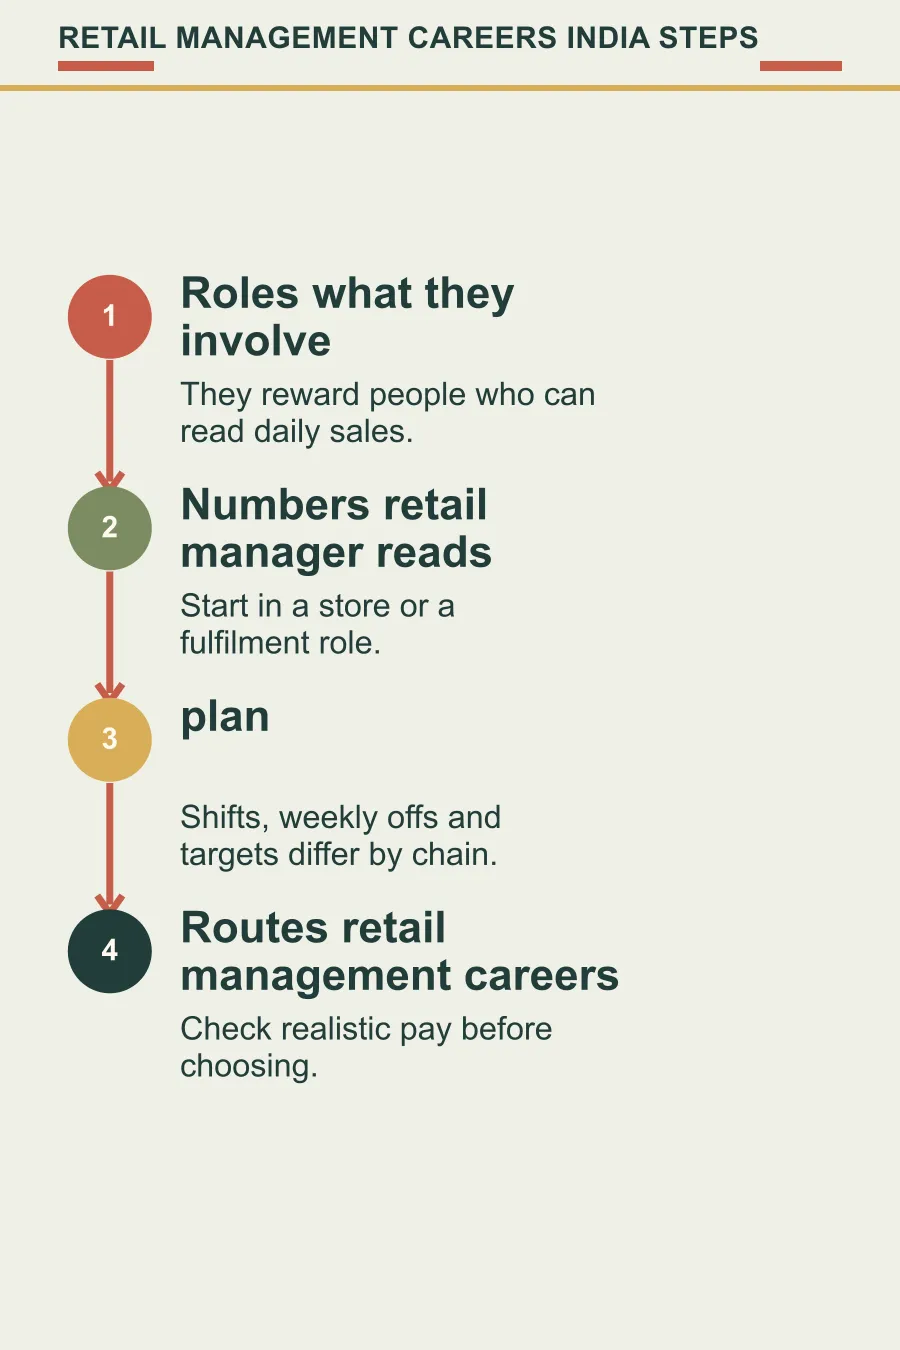 RETAIL MANAGEMENT CAREERS INDIA STEPS
1
Roles what they
involve
They reward people who can
read daily sales.
2
Numbers retail
manager reads
Start in a store or a
fulfilment role.
3
plan
Shifts, weekly offs and
targets differ by chain.
4
Routes retail
management careers
Check realistic pay before
choosing.